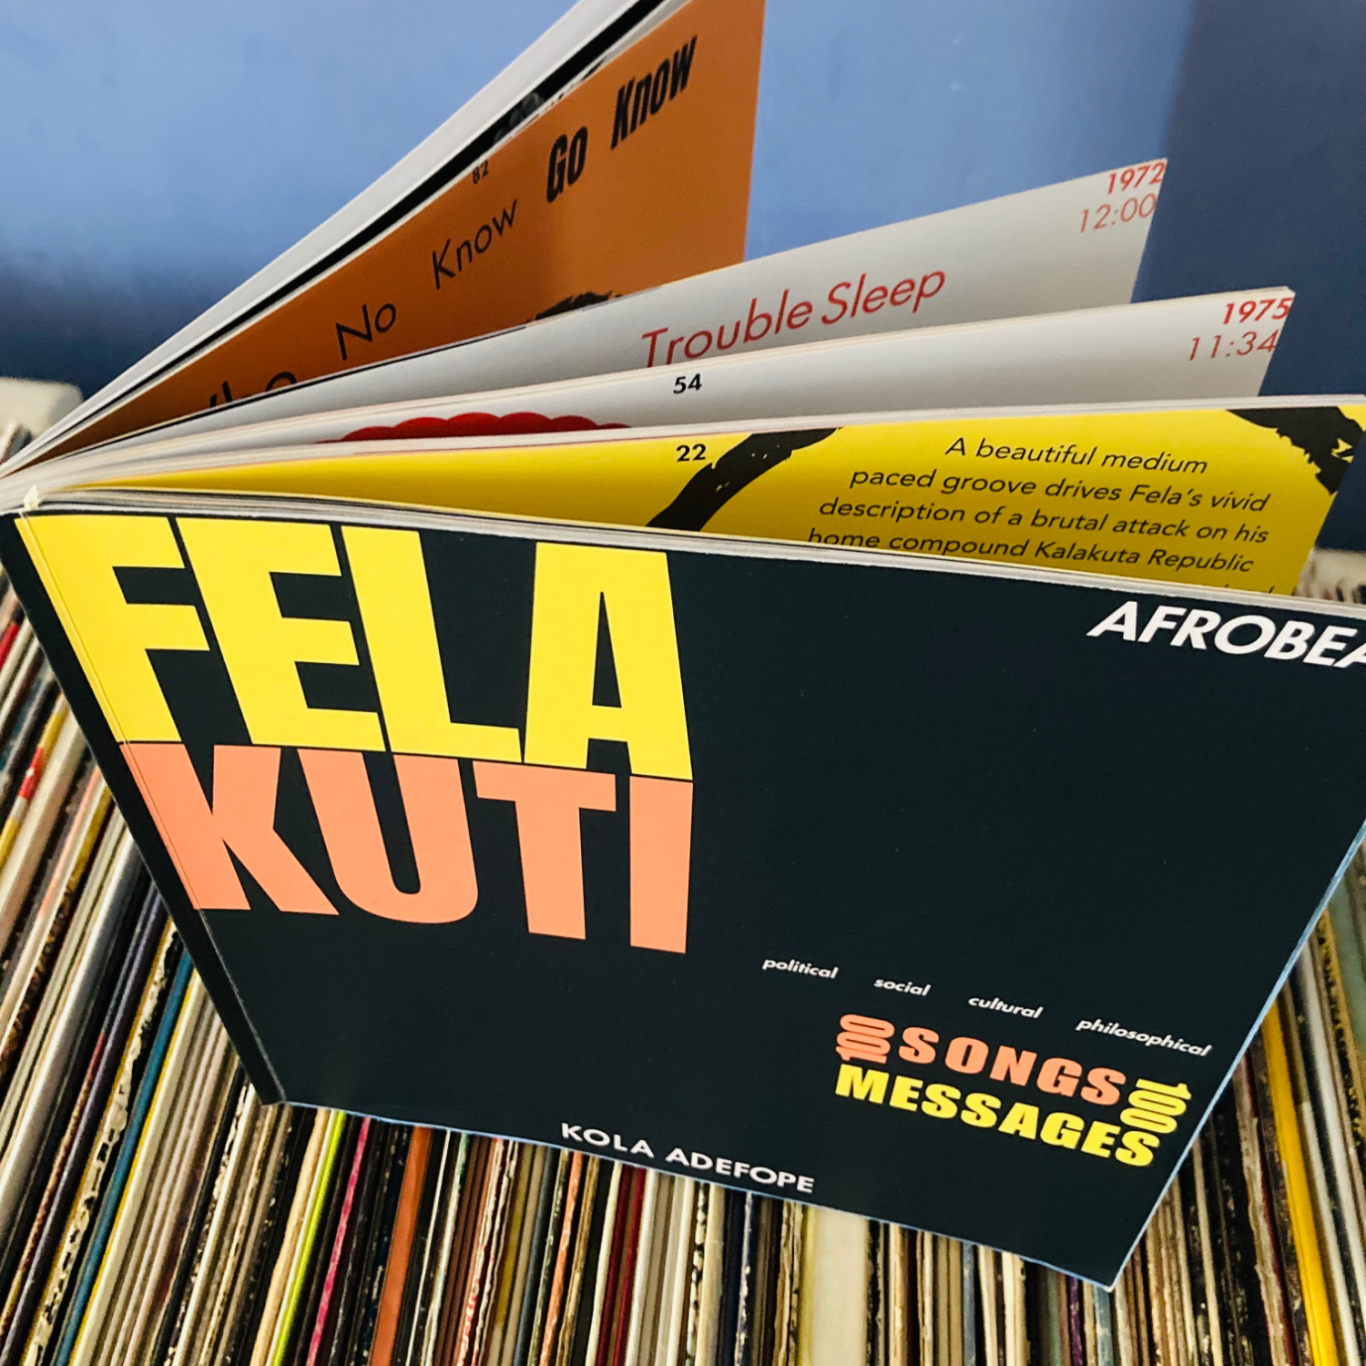 82
No Know Go Know
1972
12:00
Trouble Sleep
1975
11:34
54
22
A beautiful medium
paced groove drives Fela's vivid
description of a brutal attack on his
home compound Kalakuta Republic
FELA
KUTI
AFROBEA
political social cultural philosophical
100 SONGS
MESSAGES 100
KOLA ADEFOPE